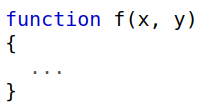 function f(x, y)
{
  ...
}